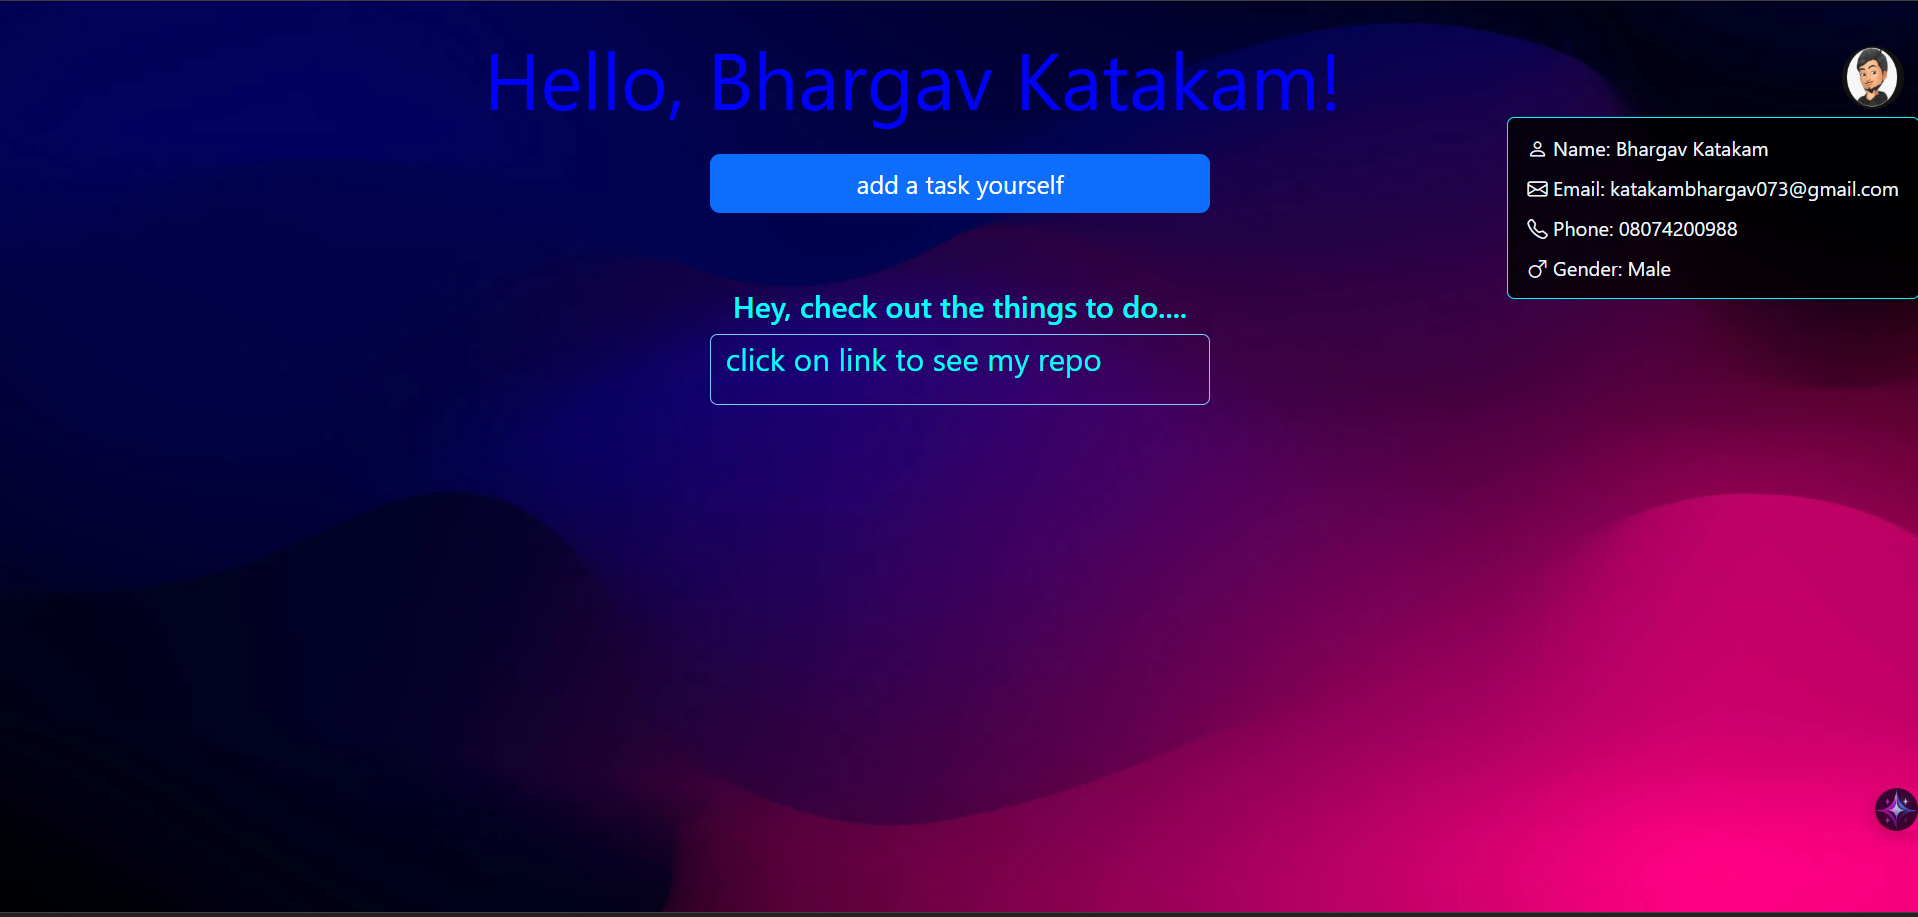 Hello, Bhargav Katakam!
add a task yourself
Name: Bhargav Katakam
Email: katakambhargav073@gmail.com
Phone: 08074200988
Gender: Male
Hey, check out the things to do....
click on link to see my repo